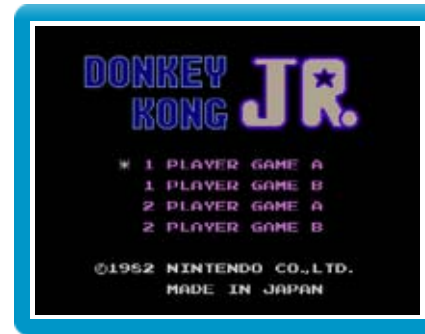 DONKEY
KONG JR.
* 1 PLAYER GAME A
1 PLAYER GAME B
2 PLAYER GAME A
2 PLAYER GAME B
©1982 NINTENDO CO.,LTD.
MADE IN JAPAN